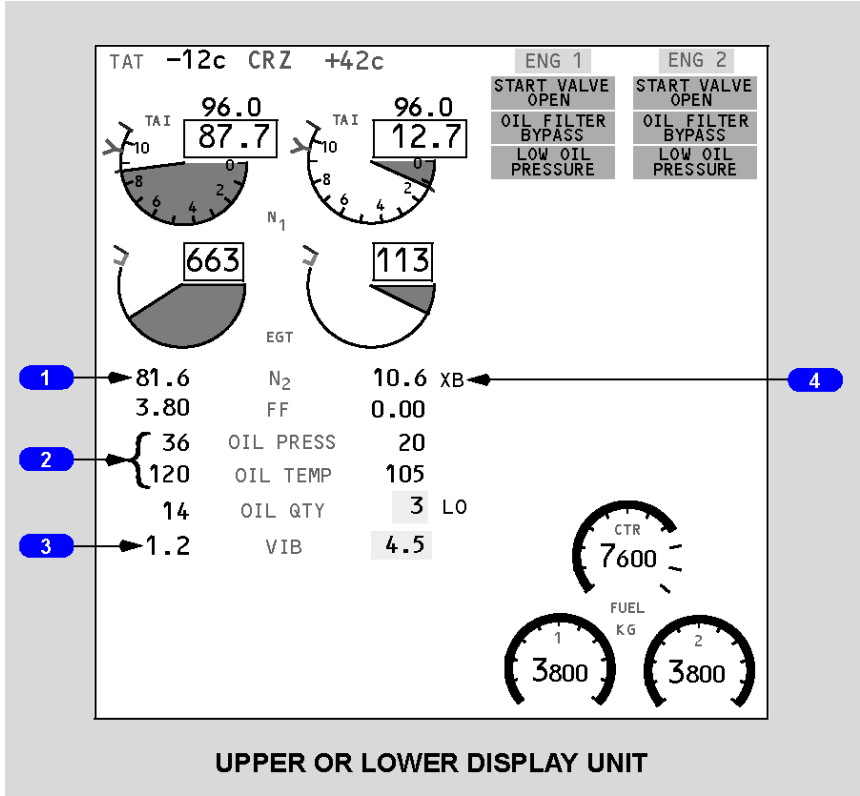 TAT -12c CRZ +42c
ENG 1 ENG 2
START VALVE OPEN START VALVE OPEN
OIL FILTER BYPASS OIL FILTER BYPASS
LOW OIL PRESSURE LOW OIL PRESSURE
96.0 96.0
TAI 87.7 TAI 12.7
10 8 6 4 2 0 10 8 6 4 2 0
N1
663 113
EGT
1 81.6 N2 10.6 XB 4
3.80 FF 0.00
36 OIL PRESS 20
2
120 OIL TEMP 105
14 OIL QTY 3 LO
3 1.2 VIB 4.5
CTR
7600
FUEL
KG
1 2
3800 3800
UPPER OR LOWER DISPLAY UNIT